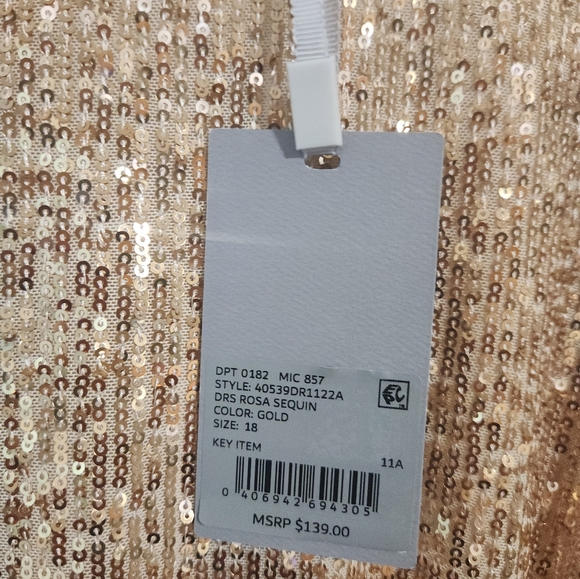 DPT 0182 MIC 857
STYLE: 40539DR1122A
DRS ROSA SEQUIN
COLOR: GOLD
SIZE: 18
KEY ITEM
11A
0 406942 694305
MSRP $139.00